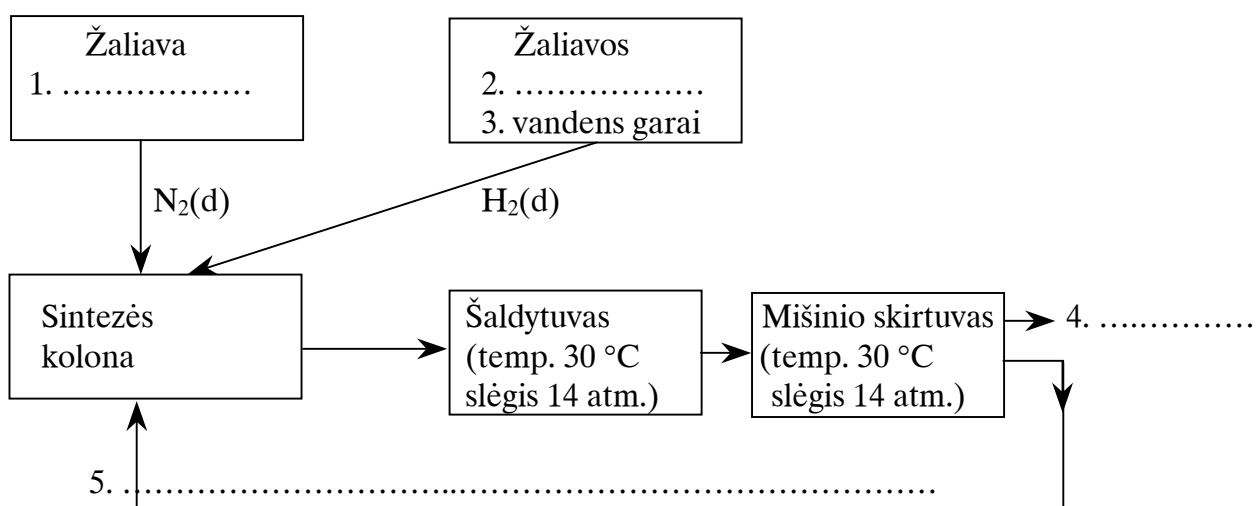 Žaliava
1. ………………
Žaliavos
2. ………………
3. vandens garai
N₂(d)
H₂(d)
Sintezės
kolona
Šaldytuvas
(temp. 30 °C
slėgis 14 atm.)
Mišinio skirtuvas
(temp. 30 °C
slėgis 14 atm.)
4. …..…………
5. …………………………..………………………………………